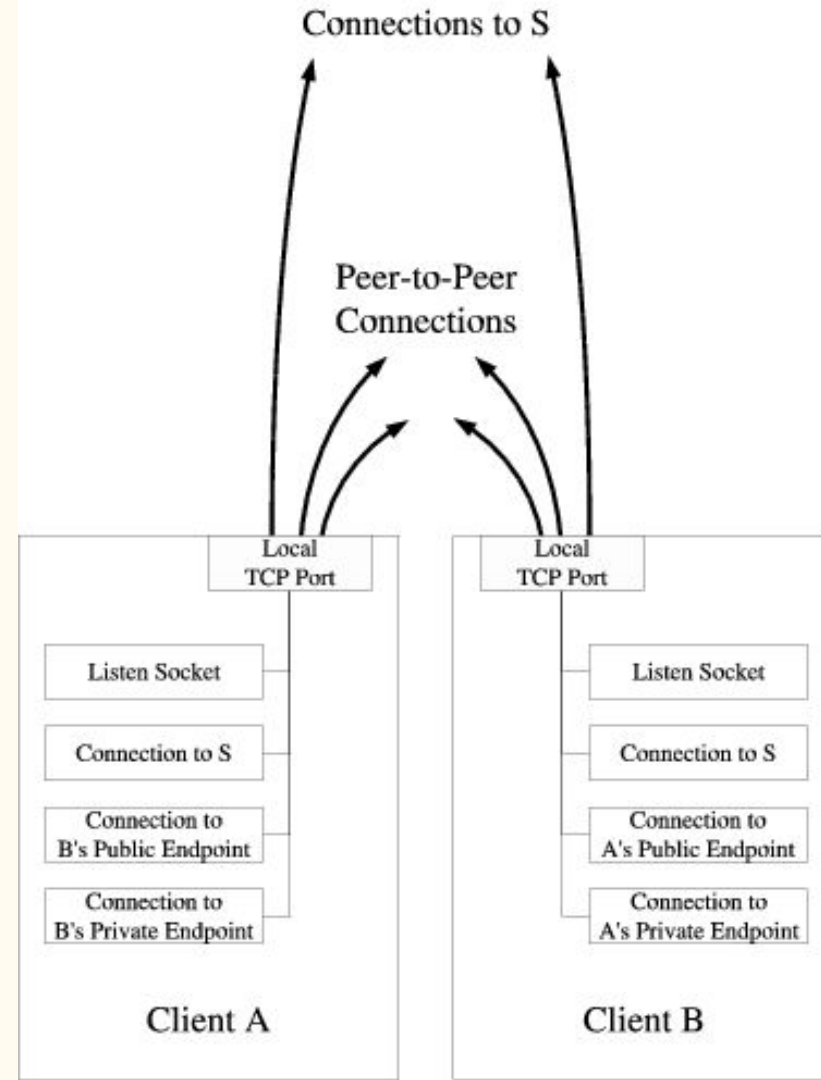 Connections to S
Peer-to-Peer
Connections
Local
TCP Port
Listen Socket
Connection to S
Connection to
B's Public Endpoint
Connection to
B's Private Endpoint
Client A
Local
TCP Port
Listen Socket
Connection to S
Connection to
A's Public Endpoint
Connection to
A's Private Endpoint
Client B